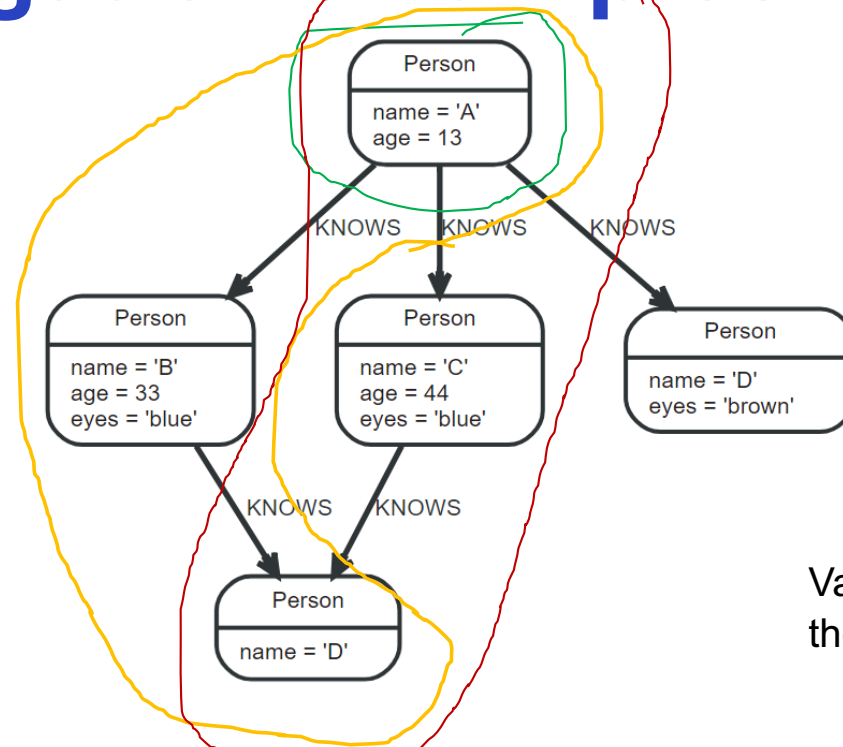 Person
name = 'A'
age = 13
KNOWS KNOWS KNOWS
Person
name = 'B'
age = 33
eyes = 'blue'
Person
name = 'C'
age = 44
eyes = 'blue'
Person
name = 'D'
eyes = 'brown'
KNOWS KNOWS
Person
name = 'D'